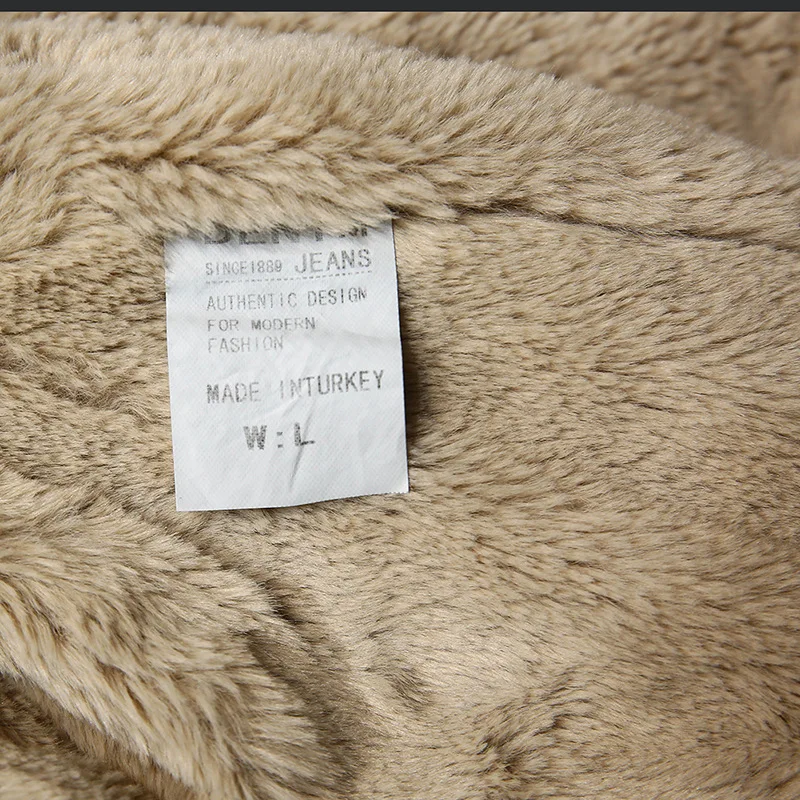 SINCE1889 JEANS
AUTHENTIC DESIGN
FOR MODERN
FASHION
MADE INTURKEY
W:L